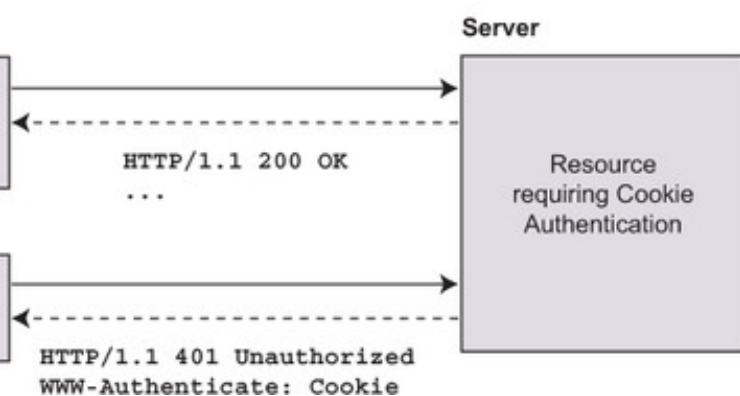 Server
HTTP/1.1 200 OK
...
Resource
requiring Cookie
Authentication
HTTP/1.1 401 Unauthorized
WWW-Authenticate: Cookie